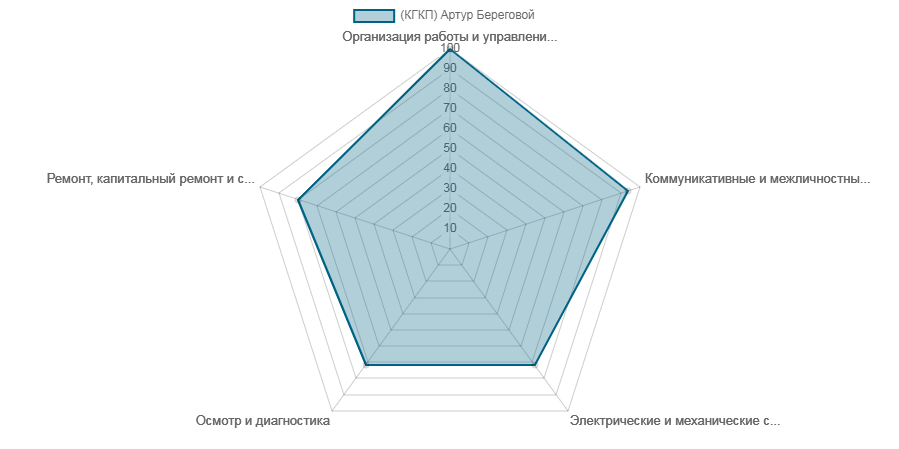 (КГКП) Артур Береговой
Организация работы и управлени...
100
90
80
70
60
50
40
30
20
10
Ремонт, капитальный ремонт и с...
Коммуникативные и межличностны...
Осмотр и диагностика
Электрические и механические с...